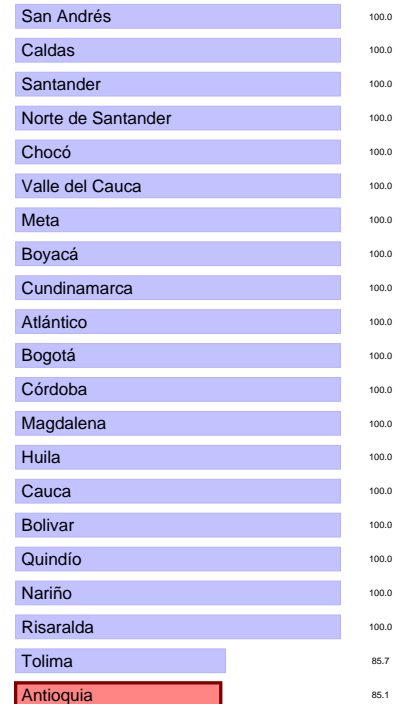 San Andrés 100.0
Caldas 100.0
Santander 100.0
Norte de Santander 100.0
Chocó 100.0
Valle del Cauca 100.0
Meta 100.0
Boyacá 100.0
Cundinamarca 100.0
Atlántico 100.0
Bogotá 100.0
Córdoba 100.0
Magdalena 100.0
Huila 100.0
Cauca 100.0
Bolivar 100.0
Quindío 100.0
Nariño 100.0
Risaralda 100.0
Tolima 85.7
Antioquia 85.1